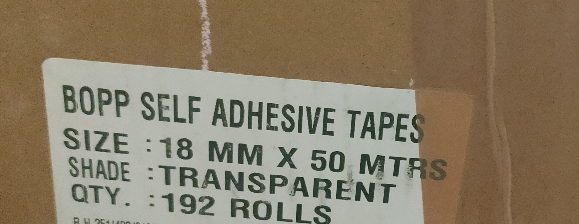 BOPP SELF ADHESIVE TAPES
SIZE : 18 MM X 50 MTRS
SHADE : TRANSPARENT
QTY. : 192 ROLLS